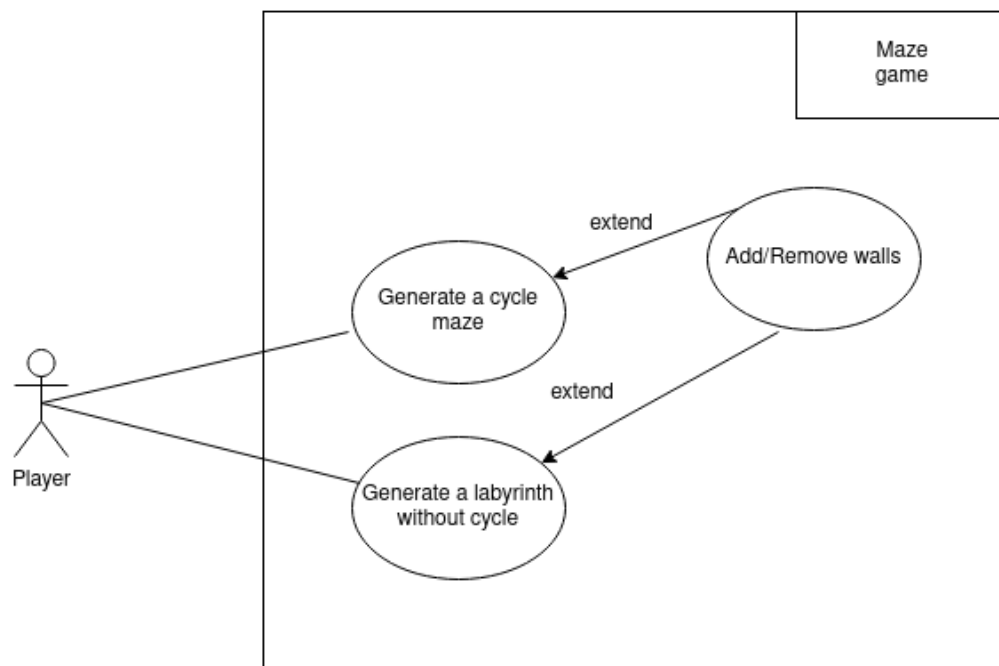 Maze
game
extend
Add/Remove walls
Generate a cycle
maze
extend
Player
Generate a labyrinth
without cycle